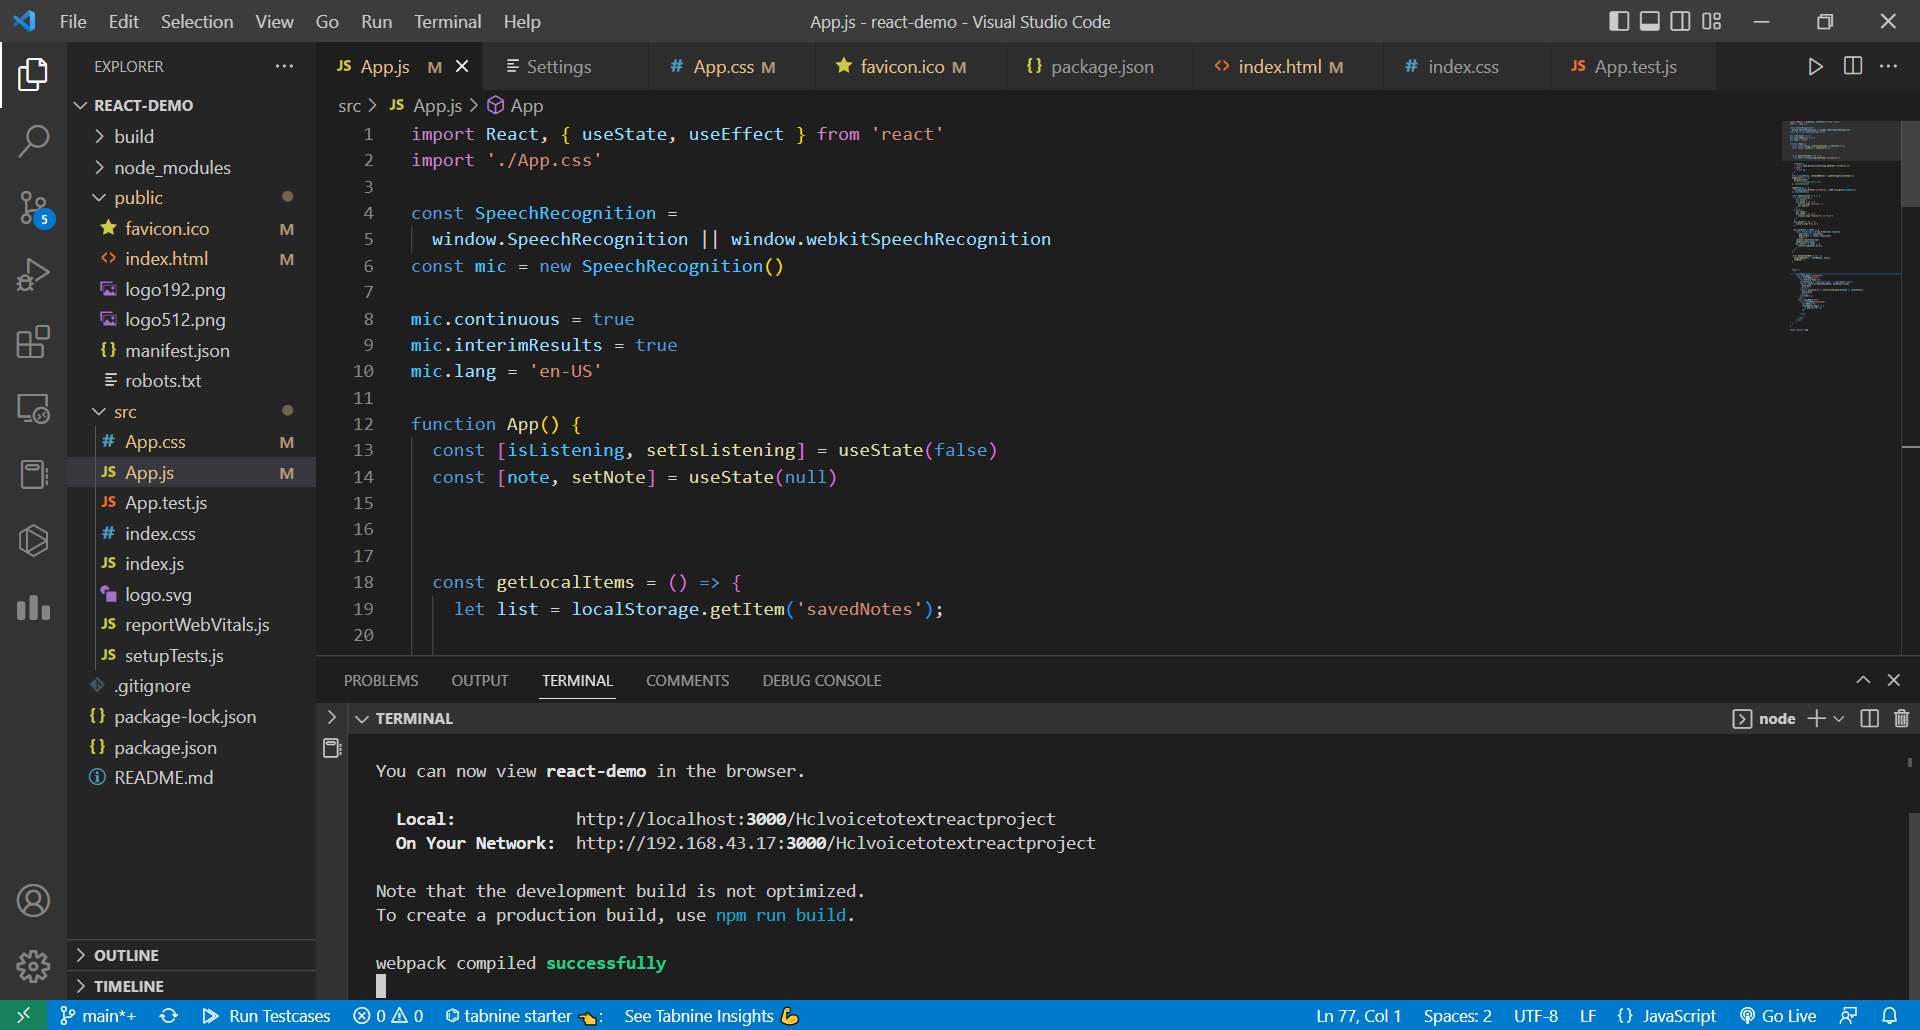 File Edit Selection View Go Run Terminal Help
App.js - react-demo - Visual Studio Code
EXPLORER
REACT-DEMO
build
node_modules
public
favicon.ico M
index.html M
logo192.png
logo512.png
{} manifest.json
robots.txt
src
# App.css M
JS App.js M
JS App.test.js
# index.css
JS index.js
logo.svg
JS reportWebVitals.js
JS setupTests.js
.gitignore
{} package-lock.json
{} package.json
README.md
OUTLINE
TIMELINE
5
JS App.js M
Settings
# App.css M
favicon.ico M
{} package.json
<> index.html M
# index.css
JS App.test.js
src > JS App.js > App
1 import React, { useState, useEffect } from 'react'
2 import './App.css'
3
4 const SpeechRecognition =
5 window.SpeechRecognition || window.webkitSpeechRecognition
6 const mic = new SpeechRecognition()
7
8 mic.continuous = true
9 mic.interimResults = true
10 mic.lang = 'en-US'
11
12 function App() {
13 const [isListening, setIsListening] = useState(false)
14 const [note, setNote] = useState(null)
15
16
17
18 const getLocalItems = () => {
19 let list = localStorage.getItem('savedNotes');
20
PROBLEMS OUTPUT TERMINAL COMMENTS DEBUG CONSOLE
TERMINAL
node
You can now view react-demo in the browser.
Local: http://localhost:3000/Hclvoicetotextreactproject
On Your Network: http://192.168.43.17:3000/Hclvoicetotextreactproject
Note that the development build is not optimized.
To create a production build, use npm run build.
webpack compiled successfully
main*+ Run Testcases 0 0 tabnine starter 👈: See Tabnine Insights 💪 Ln 77, Col 1 Spaces: 2 UTF-8 LF {} JavaScript Go Live